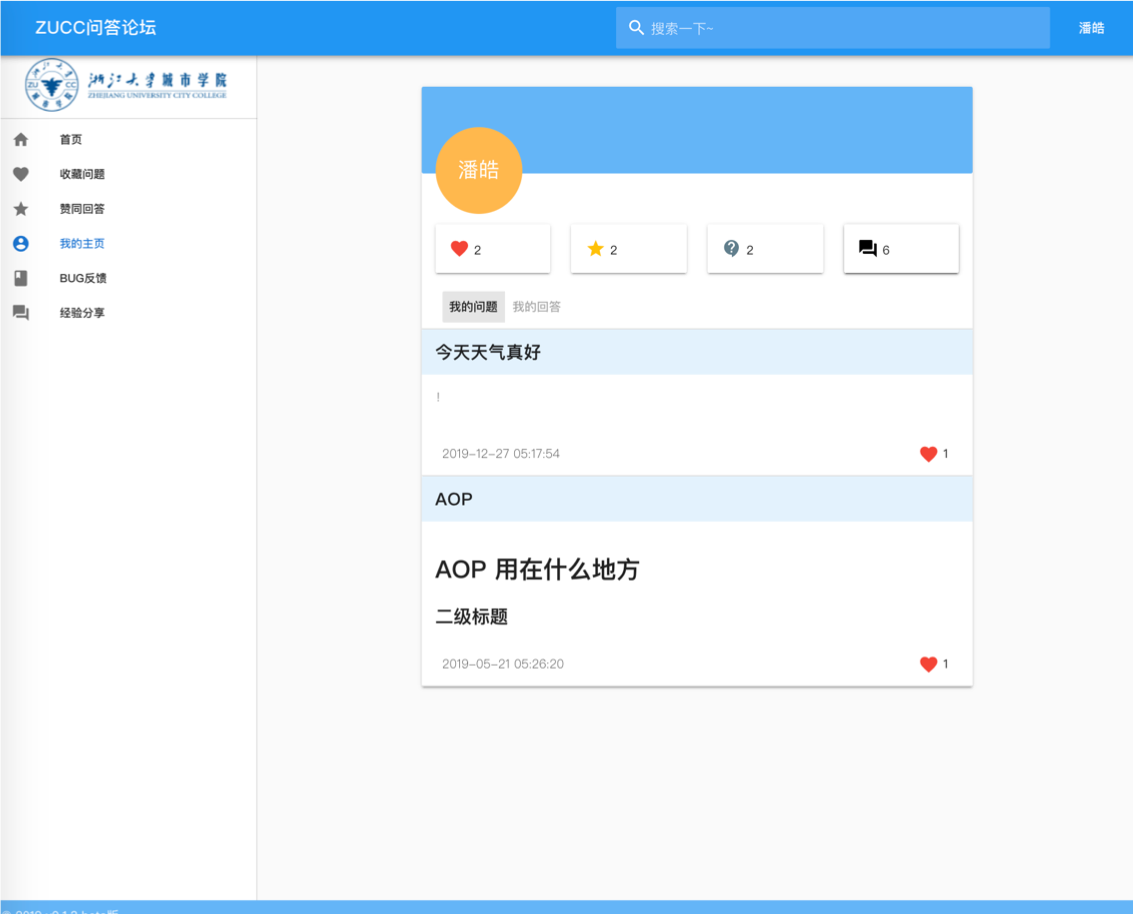 ZUCC问答论坛
搜索一下~
潘皓
浙江大学城市学院
ZHEJIANG UNIVERSITY CITY COLLEGE
首页
收藏问题
赞同回答
我的主页
BUG反馈
经验分享
潘皓
2
2
2
6
我的问题 我的回答
今天天气真好
!
2019-12-27 05:17:54
1
AOP
AOP 用在什么地方
二级标题
2019-05-21 05:26:20
1